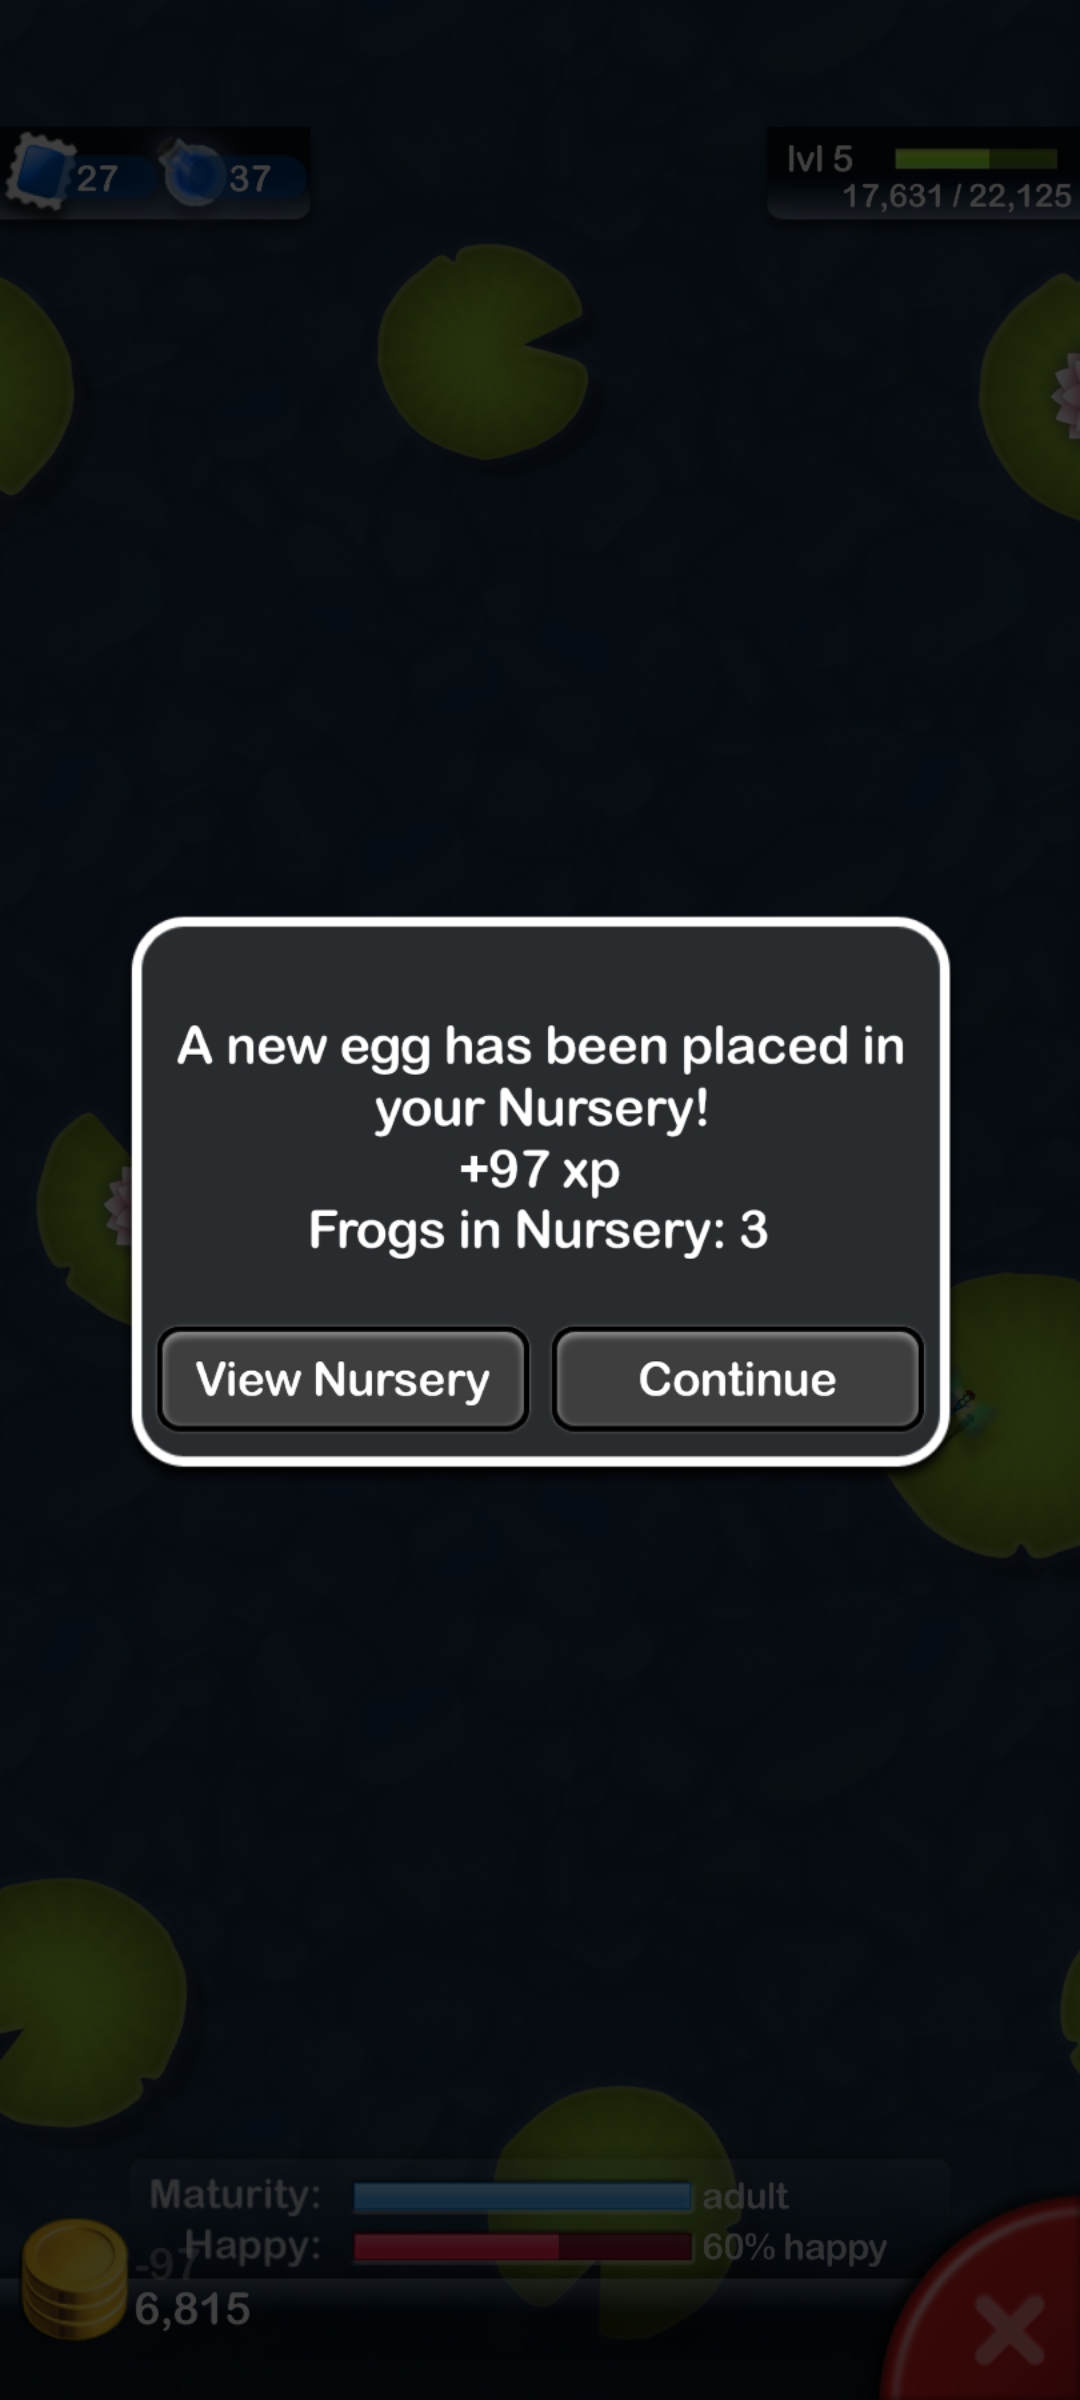 27 37
lvl 5
17,631 / 22,125
A new egg has been placed in
your Nursery!
+97 xp
Frogs in Nursery: 3
View Nursery Continue
Maturity: adult
Happy: 60% happy
-97
6,815